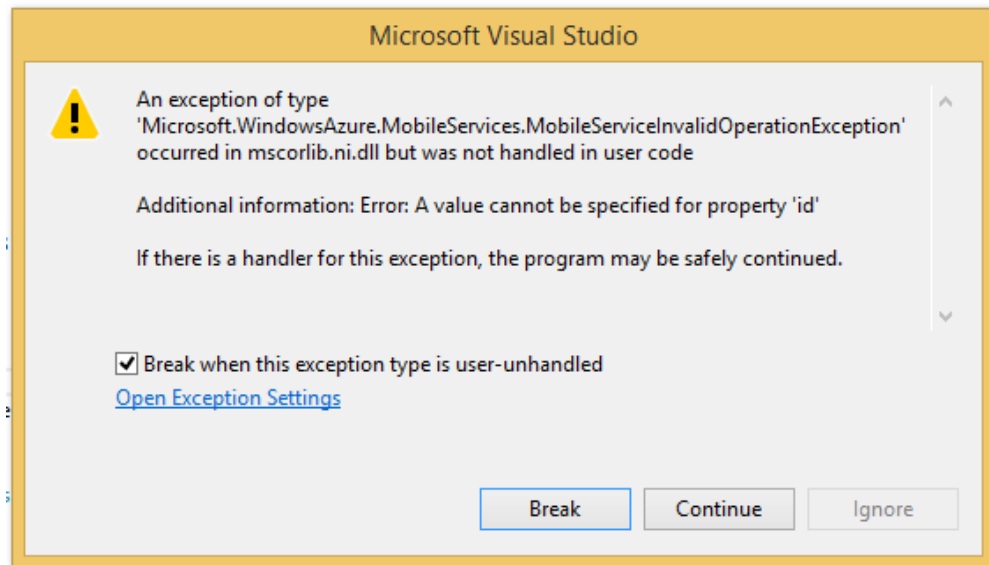 Microsoft Visual Studio
An exception of type
'Microsoft.WindowsAzure.MobileServices.MobileServiceInvalidOperationException'
occurred in mscorlib.ni.dll but was not handled in user code
Additional information: Error: A value cannot be specified for property 'id'
If there is a handler for this exception, the program may be safely continued.
Break when this exception type is user-unhandled
Open Exception Settings
Break
Continue
Ignore